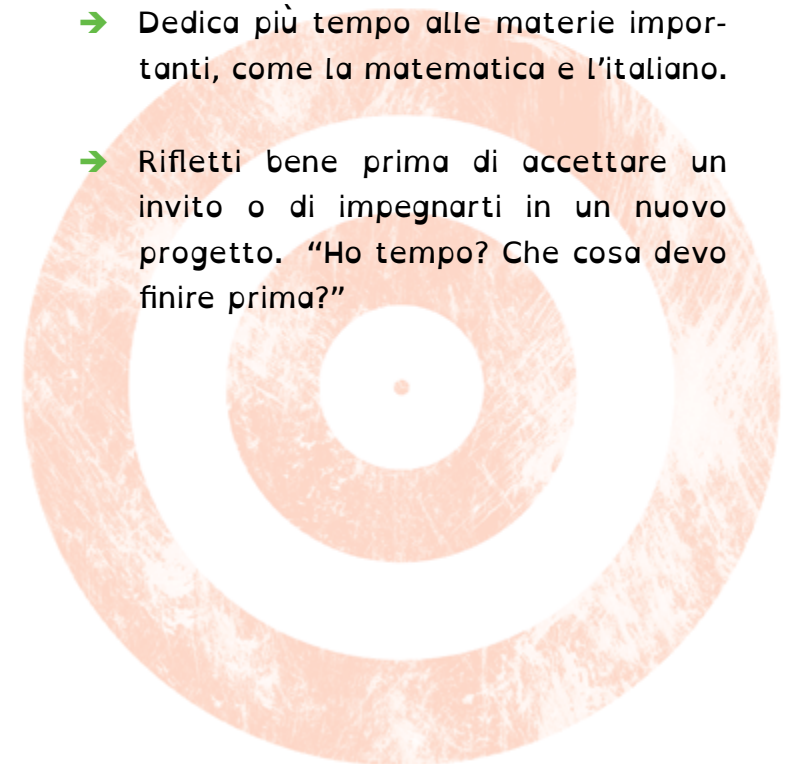 ➔ Dedica più tempo alle materie impor-
tanti, come la matematica e l’italiano.
➔ Rifletti bene prima di accettare un
invito o di impegnarti in un nuovo
progetto. “Ho tempo? Che cosa devo
finire prima?”